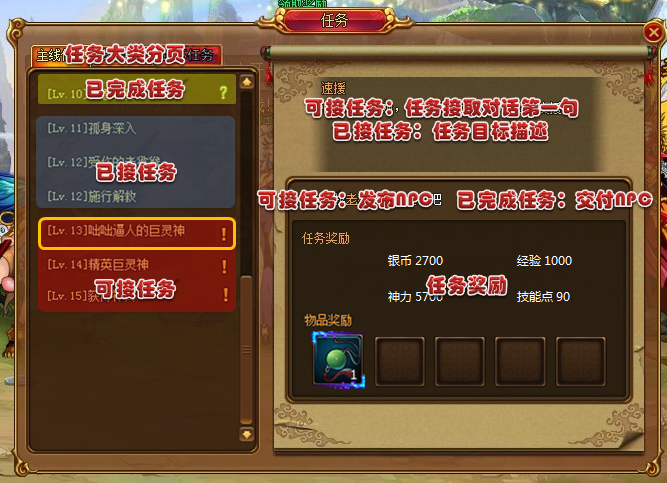 任务
任务大类分页
主线
任务
[Lv.10
已完成任务
?
[Lv.11]孤身深入
[Lv.12]
已接任务
[Lv.12]施行解救
[Lv.13]咄咄逼人的巨灵神 !
[Lv.14]精英巨灵神 !
[Lv.15]
可接任务
!
速援
可接任务：任务接取对话第一句
已接任务：任务目标描述
可接任务：发布NPC
吧
已完成任务：交付NPC
任务奖励
银币 2700 经验 1000
神力 5700 技能点 90
任务奖励
物品奖励
1